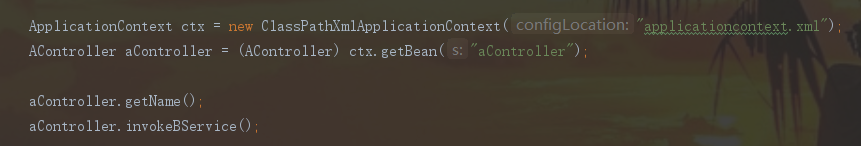 ApplicationContext ctx = new ClassPathXmlApplicationContext( configLocation: "applicationcontext.xml");
AController aController = (AController) ctx.getBean( s: "aController");
aController.getName();
aController.invokeBService();